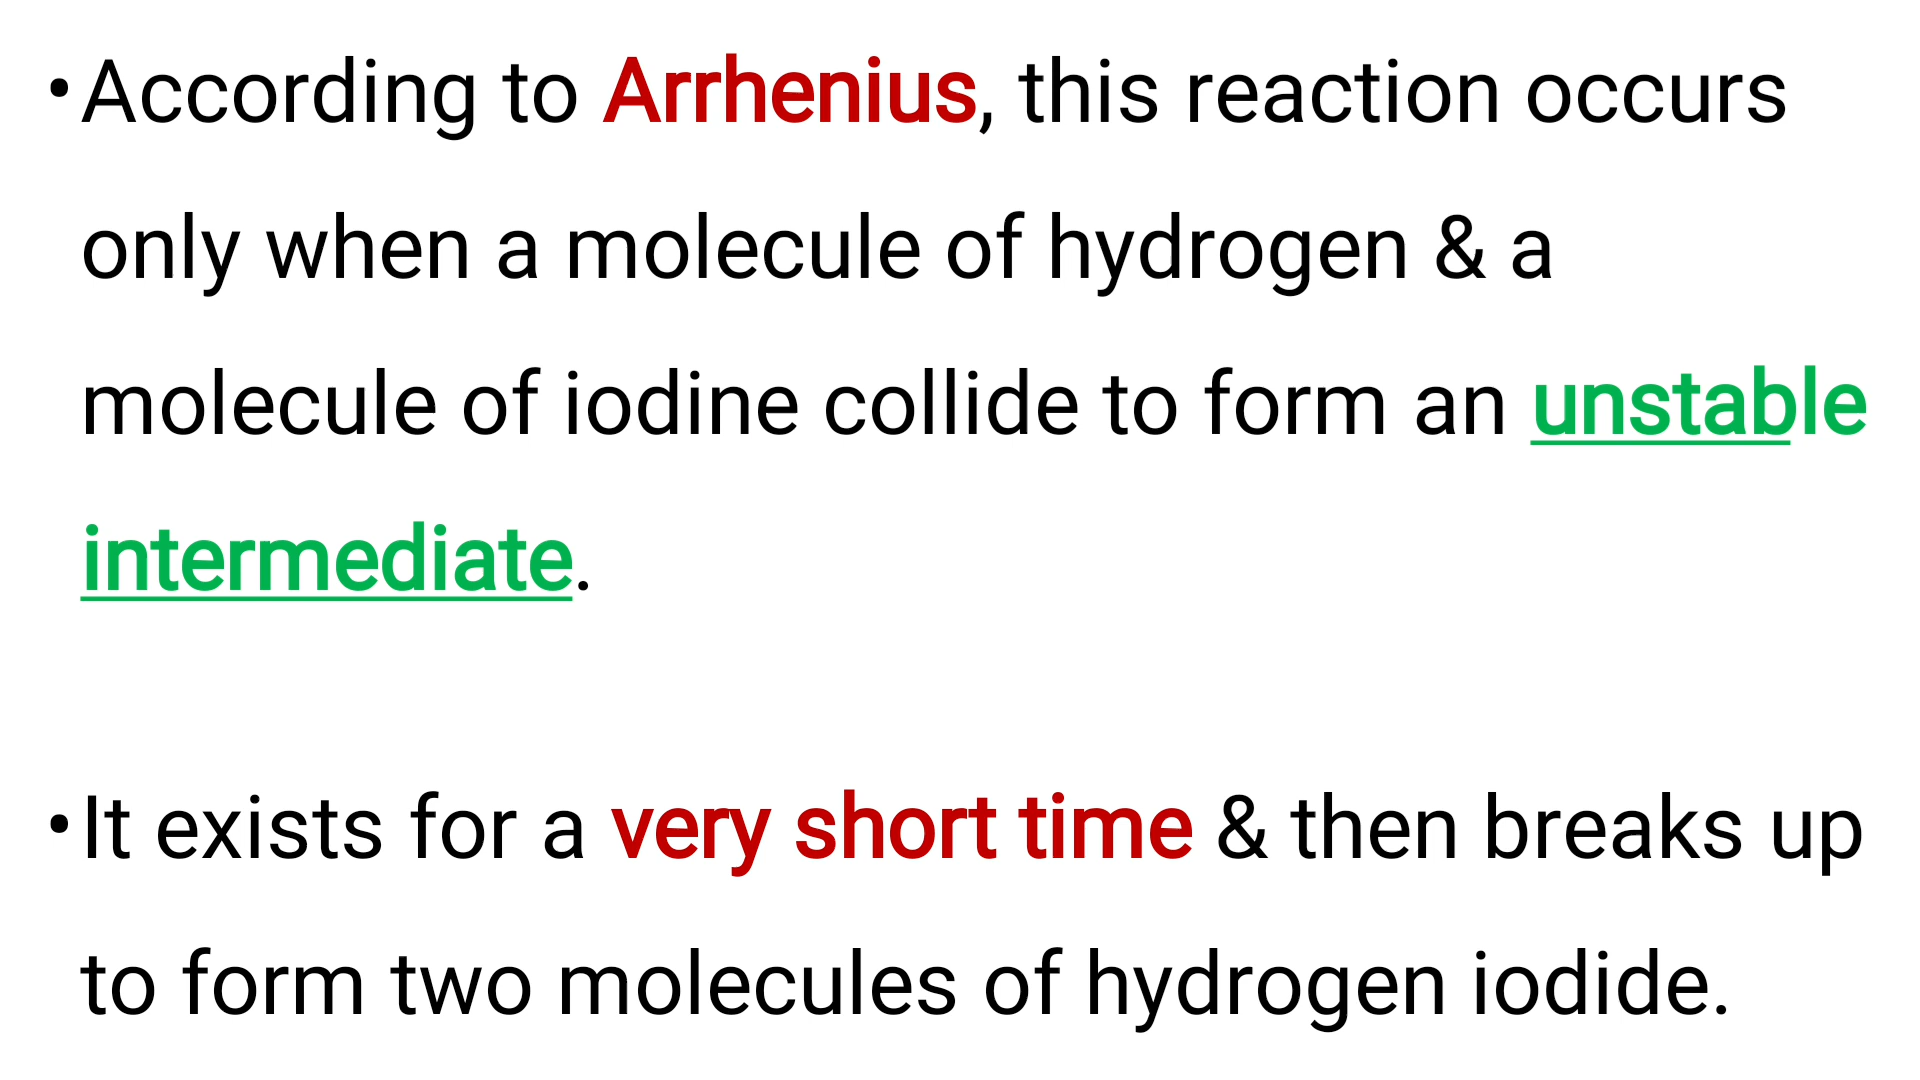 •According to Arrhenius, this reaction occurs
only when a molecule of hydrogen & a
molecule of iodine collide to form an unstable
intermediate.
•It exists for a very short time & then breaks up
to form two molecules of hydrogen iodide.